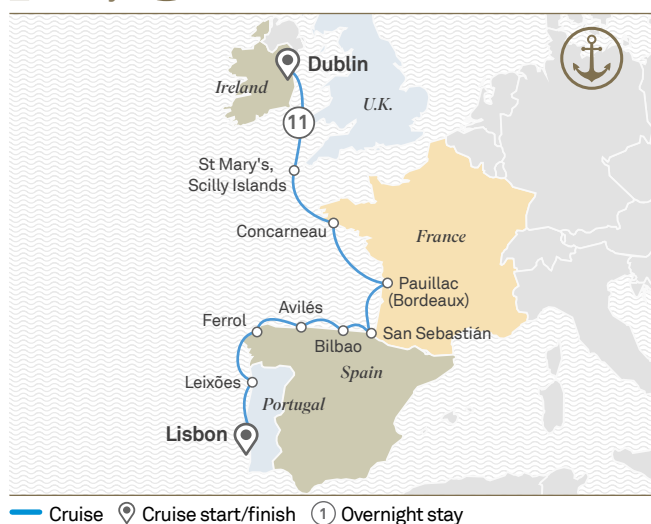 Dublin
Ireland
U.K.
11
St Mary's,
Scilly Islands
Concarneau
France
Pauillac
(Bordeaux)
Avilés
Ferrol
San Sebastián
Bilbao
Spain
Leixões
Portugal
Lisbon
Cruise
Cruise start/finish
1
Overnight stay